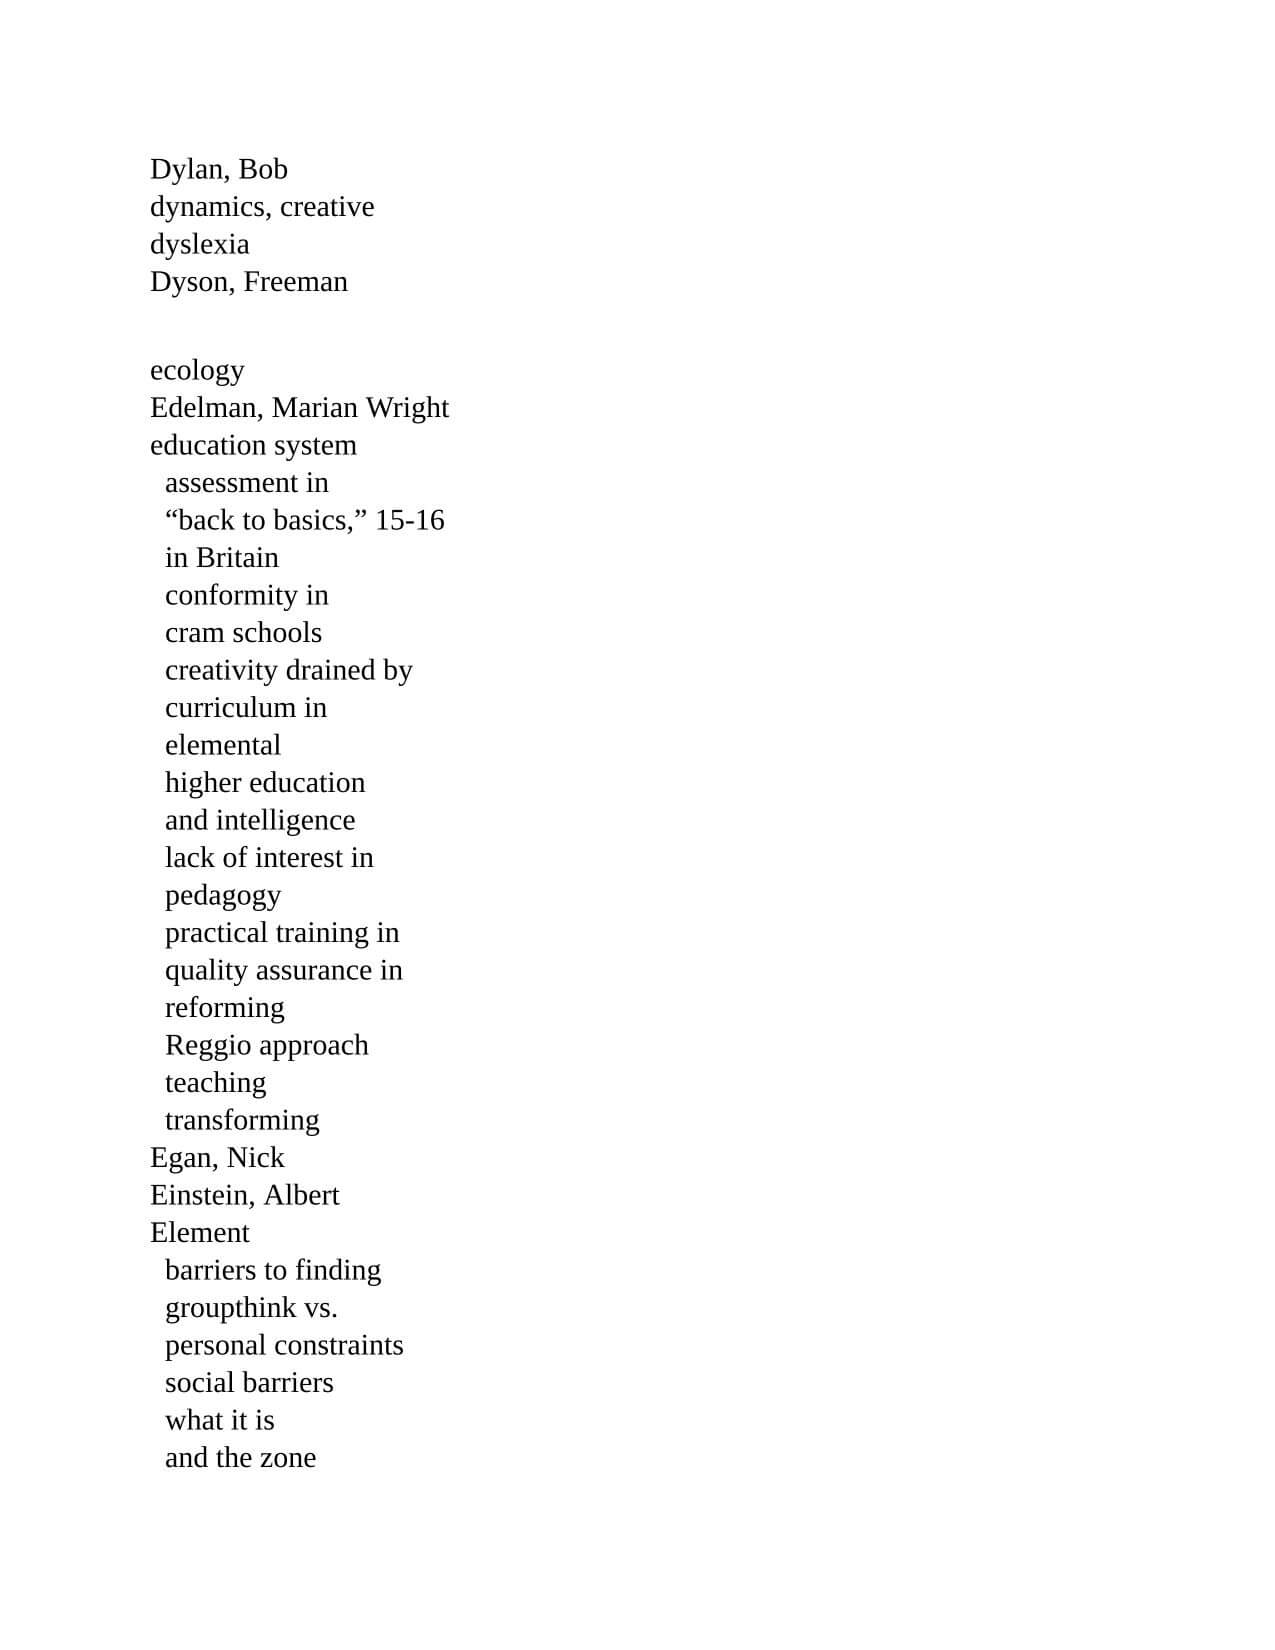 Dylan, Bob
dynamics, creative
dyslexia
Dyson, Freeman
ecology
Edelman, Marian Wright
education system
assessment in
“back to basics,” 15-16
in Britain
conformity in
cram schools
creativity drained by
curriculum in
elemental
higher education
and intelligence
lack of interest in
pedagogy
practical training in
quality assurance in
reforming
Reggio approach
teaching
transforming
Egan, Nick
Einstein, Albert
Element
barriers to finding
groupthink vs.
personal constraints
social barriers
what it is
and the zone